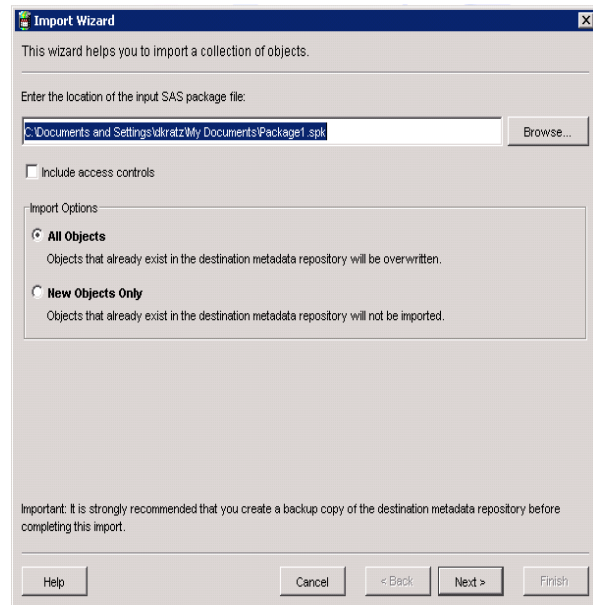 Import Wizard
This wizard helps you to import a collection of objects.
Enter the location of the input SAS package file:
C:\Documents and Settings\dkratz\My Documents\Package1.spk
Browse...
Include access controls
Import Options
All Objects
Objects that already exist in the destination metadata repository will be overwritten.
New Objects Only
Objects that already exist in the destination metadata repository will not be imported.
Important: It is strongly recommended that you create a backup copy of the destination metadata repository before
completing this import.
Help
Cancel
< Back
Next >
Finish